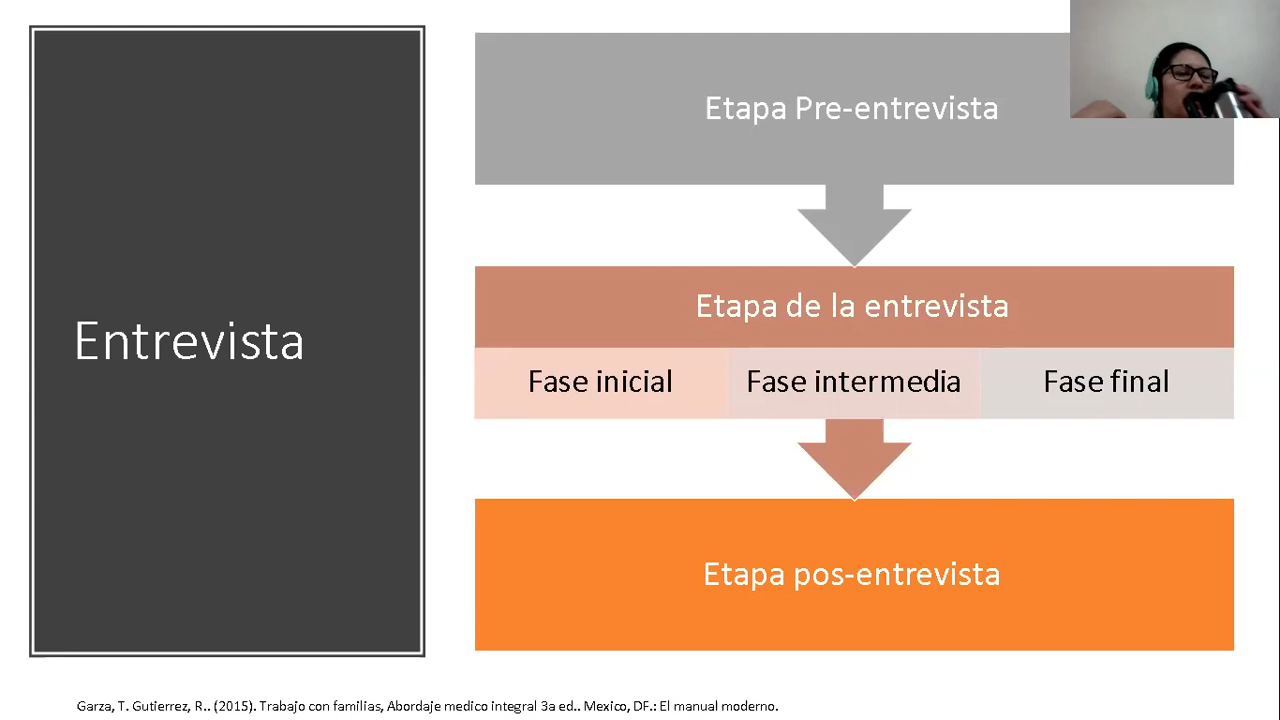 Entrevista
Etapa Pre-entrevista
Etapa de la entrevista
Fase inicial
Fase intermedia
Fase final
Etapa pos-entrevista
Garza, T. Gutierrez, R.. (2015). Trabajo con familias, Abordaje medico integral 3a ed.. Mexico, DF.: El manual moderno.